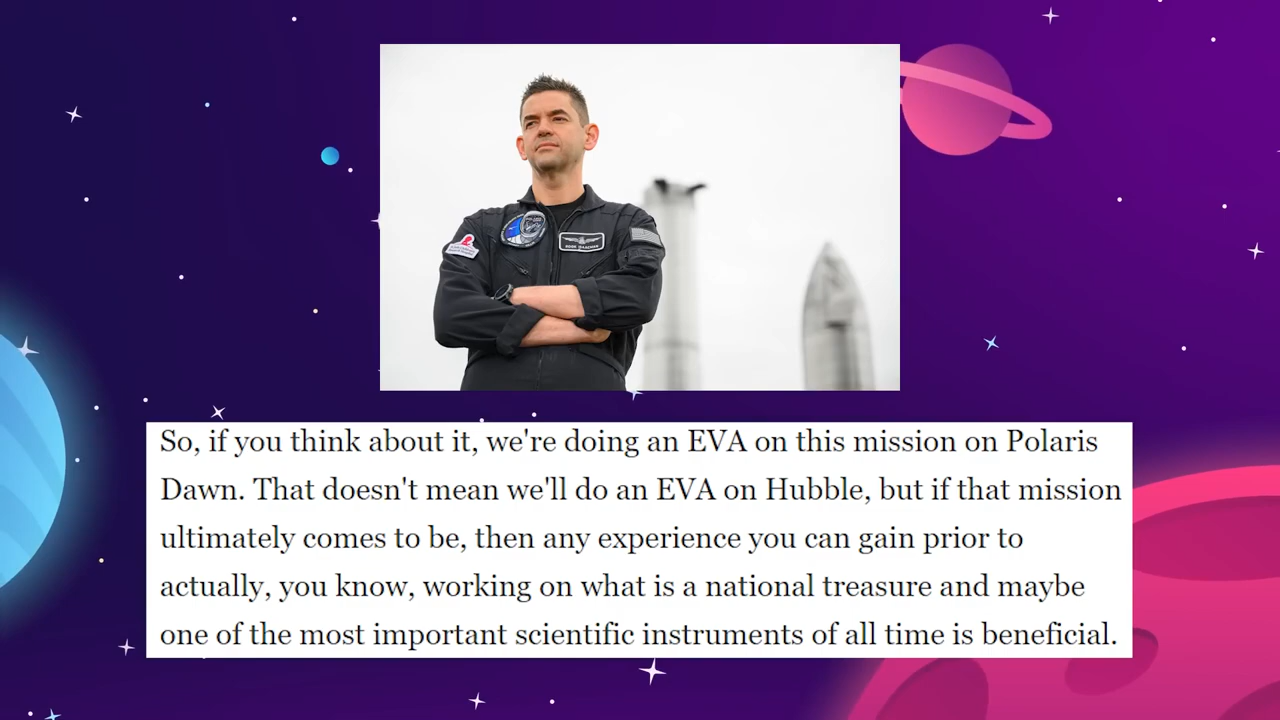 So, if you think about it, we're doing an EVA on this mission on Polaris
Dawn. That doesn't mean we'll do an EVA on Hubble, but if that mission
ultimately comes to be, then any experience you can gain prior to
actually, you know, working on what is a national treasure and maybe
one of the most important scientific instruments of all time is beneficial.